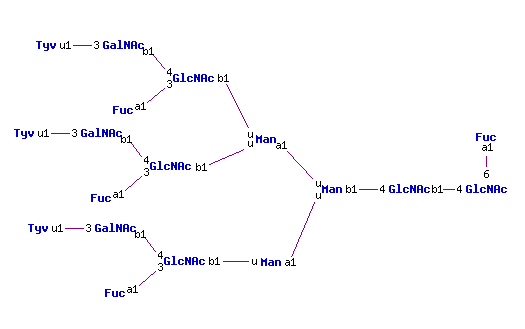 Tyv u1 3 GalNAc b1
4 3 GlcNAc b1
Fuc a1
Tyv u1 3 GalNAc b1
u u Man a1
Fuc a1
4 3 GlcNAc b1
Fuc a1
u u Man b1 4 GlcNAc b1 4 GlcNAc
6
Tyv u1 3 GalNAc b1
4 3 GlcNAc b1 u Man a1
Fuc a1